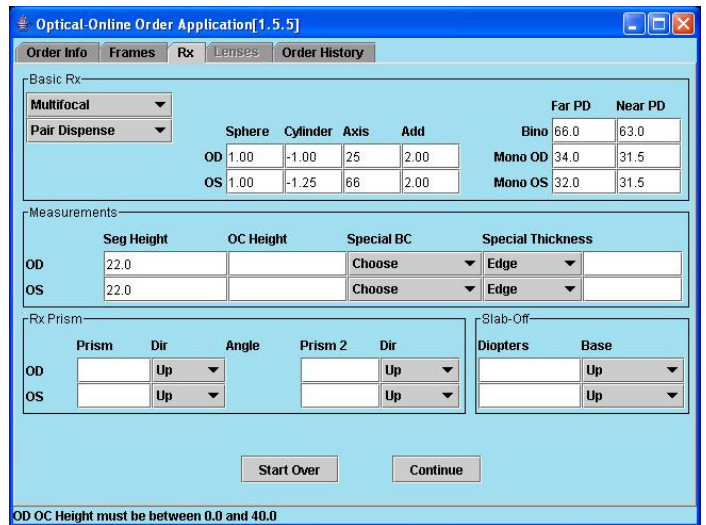 Optical-Online Order Application[1.5.5]
Order Info Frames Rx Lenses Order History
Basic Rx
Multifocal Far PD Near PD
Pair Dispense Sphere Cylinder Axis Add Bino 66.0 63.0
OD 1.00 -1.00 25 2.00 Mono OD 34.0 31.5
OS 1.00 -1.25 66 2.00 Mono OS 32.0 31.5
Measurements
Seg Height OC Height Special BC Special Thickness
OD 22.0 Choose Edge
OS 22.0 Choose Edge
Rx Prism Slab-Off
Prism Dir Angle Prism 2 Dir Diopters Base
OD Up Up Up
OS Up Up Up
Start Over Continue
OD OC Height must be between 0.0 and 40.0